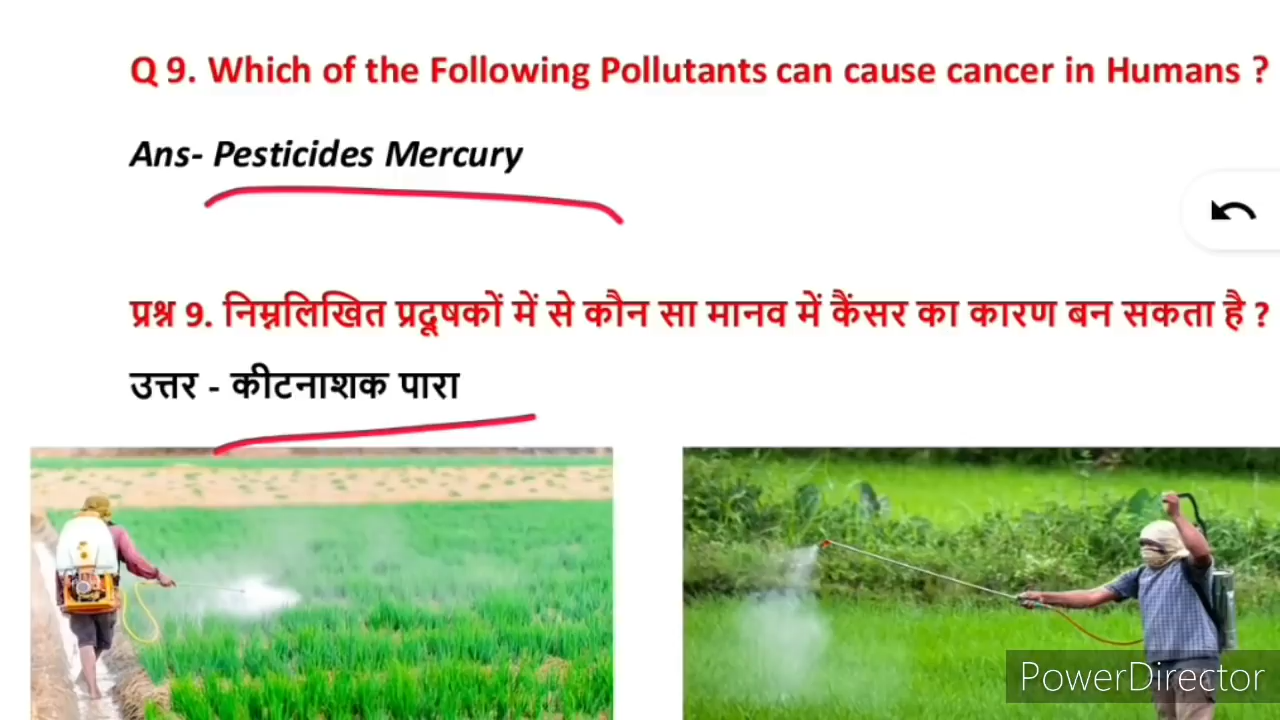 Q 9. Which of the Following Pollutants can cause cancer in Humans ?
Ans- Pesticides Mercury
प्रश्न 9. निम्नलिखित प्रदूषकों में से कौन सा मानव में कैंसर का कारण बन सकता है ?
उत्तर - कीटनाशक पारा
PowerDirector